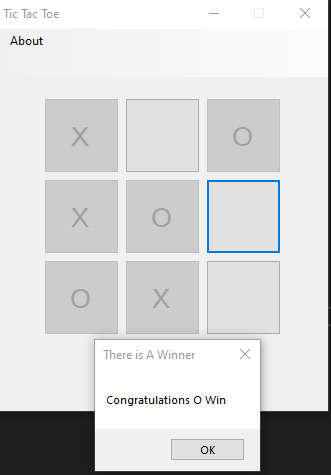 Tic Tac Toe
About
X O
X O
O X
There is A Winner
Congratulations O Win
OK